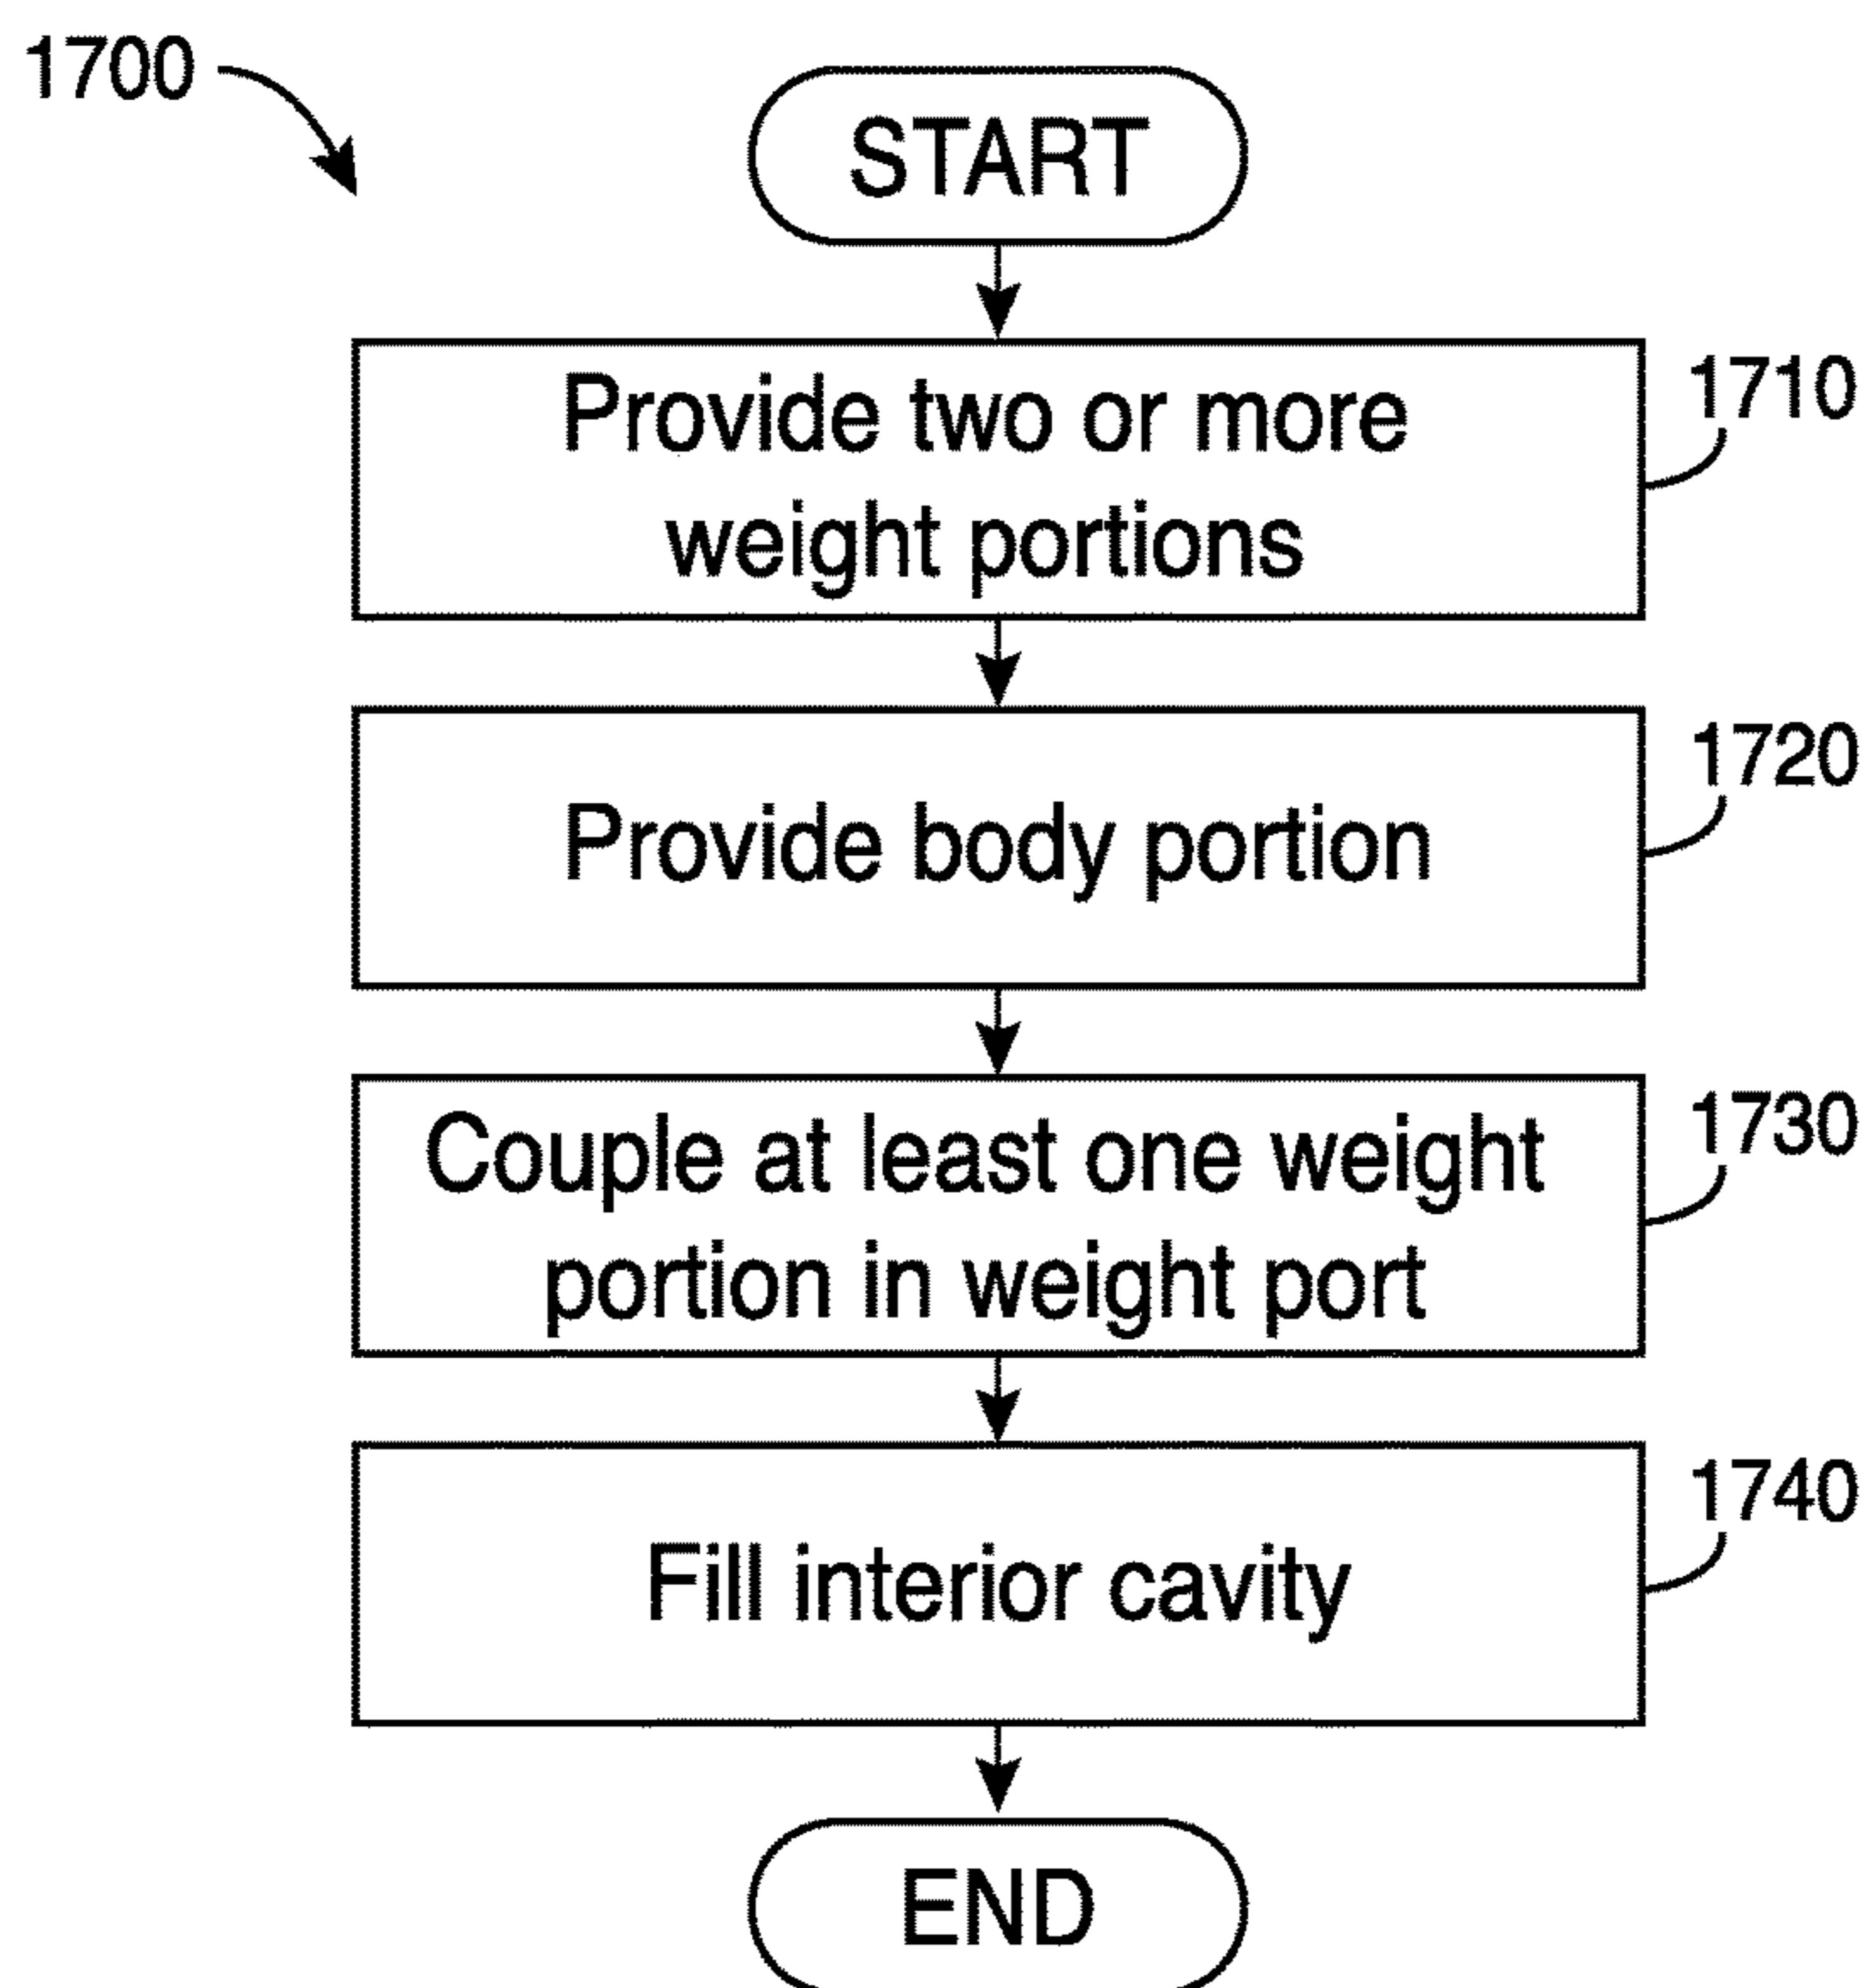 1700
START
Provide two or more
weight portions
1710
Provide body portion
1720
Couple at least one weight
portion in weight port
1730
Fill interior cavity
1740
END